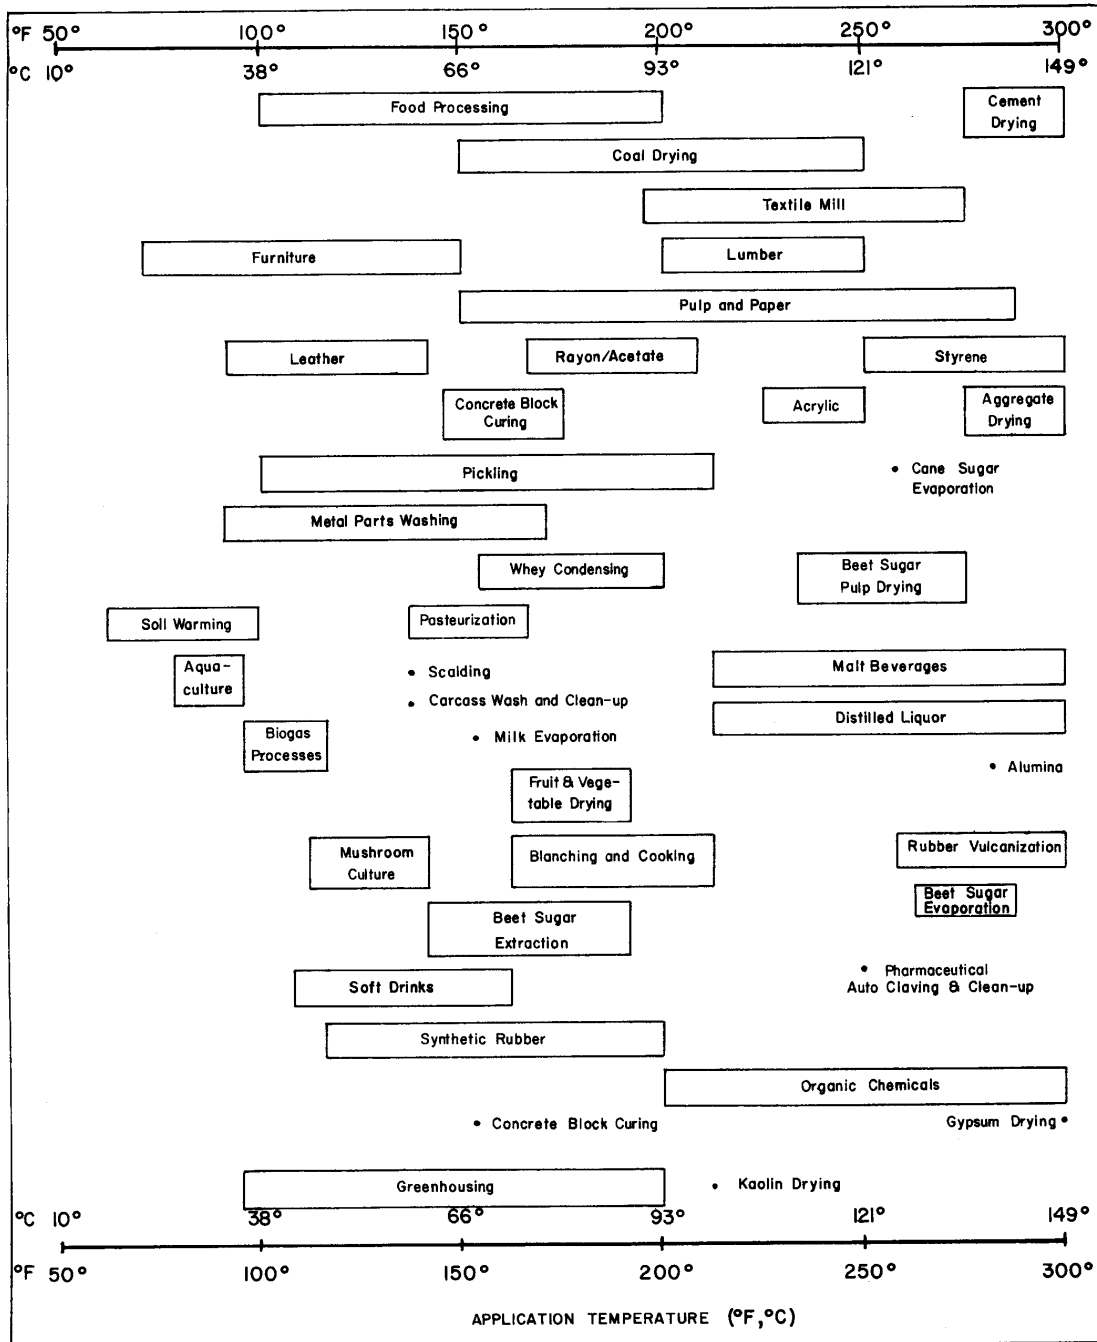 °F 50° 100° 150° 200° 250° 300°
°C 10° 38° 66° 93° 121° 149°
Food Processing
Cement
Drying
Coal Drying
Textile Mill
Furniture
Lumber
Pulp and Paper
Leather
Rayon/Acetate
Styrene
Concrete Block
Curing
Acrylic
Aggregate
Drying
Pickling
• Cane Sugar
Evaporation
Metal Parts Washing
Whey Condensing
Beet Sugar
Pulp Drying
Soil Warming
Pasteurization
Aqua-
culture
• Scalding
Malt Beverages
• Carcass Wash and Clean-up
Distilled Liquor
Biogas
Processes
• Milk Evaporation
• Alumina
Fruit & Vege-
table Drying
Mushroom
Culture
Blanching and Cooking
Rubber Vulcanization
Beet Sugar
Evaporation
Beet Sugar
Extraction
• Pharmaceutical
Auto Claving & Clean-up
Soft Drinks
Synthetic Rubber
Organic Chemicals
• Concrete Block Curing
Gypsum Drying •
Greenhousing
• Kaolin Drying
°C 10° 38° 66° 93° 121° 149°
°F 50° 100° 150° 200° 250° 300°
APPLICATION TEMPERATURE (°F,°C)